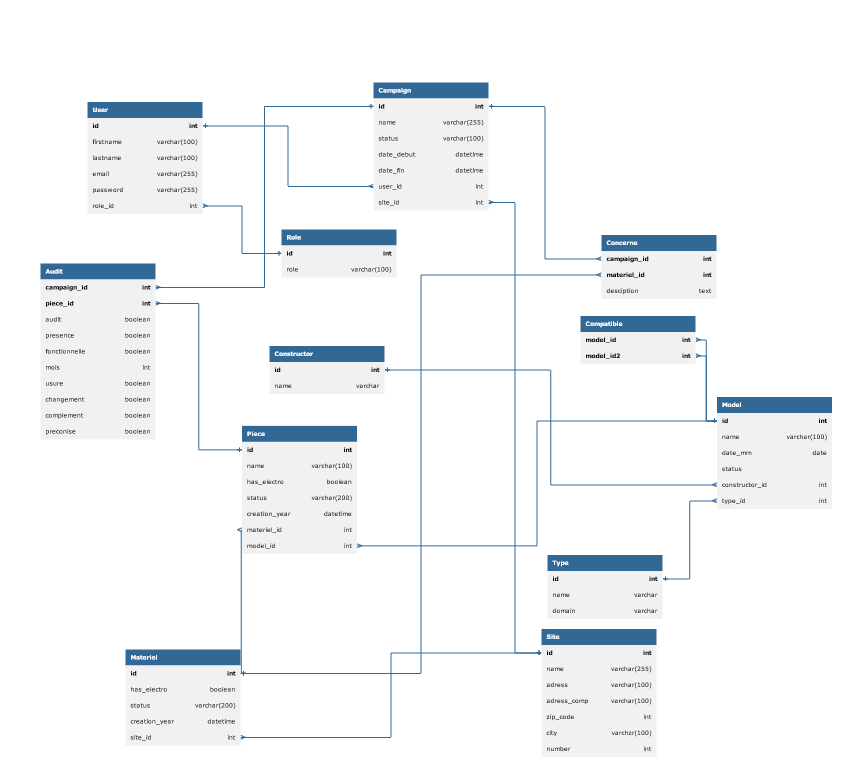 User
id int
firstname varchar(100)
lastname varchar(100)
email varchar(255)
password varchar(255)
role_id int
Campaign
id int
name varchar(255)
status varchar(100)
date_debut datetime
date_fin datetime
user_id int
site_id int
Role
id int
role varchar(100)
Concerne
campaign_id int
materiel_id int
desciption text
Audit
campaign_id int
piece_id int
audit boolean
presence boolean
fonctionnelle boolean
mois int
usure boolean
changement boolean
complement boolean
preconise boolean
Constructor
id int
name varchar
Compatible
model_id int
model_id2 int
Model
id int
name varchar(100)
date_mm date
status
constructor_id int
type_id int
Piece
id int
name varchar(100)
has_electro boolean
status varchar(200)
creation_year datetime
materiel_id int
model_id int
Type
id int
name varchar
domain varchar
Materiel
id int
has_electro boolean
status varchar(200)
creation_year datetime
site_id int
Site
id int
name varchar(255)
adress varchar(100)
adress_comp varchar(100)
zip_code int
city varchzr(100)
number int